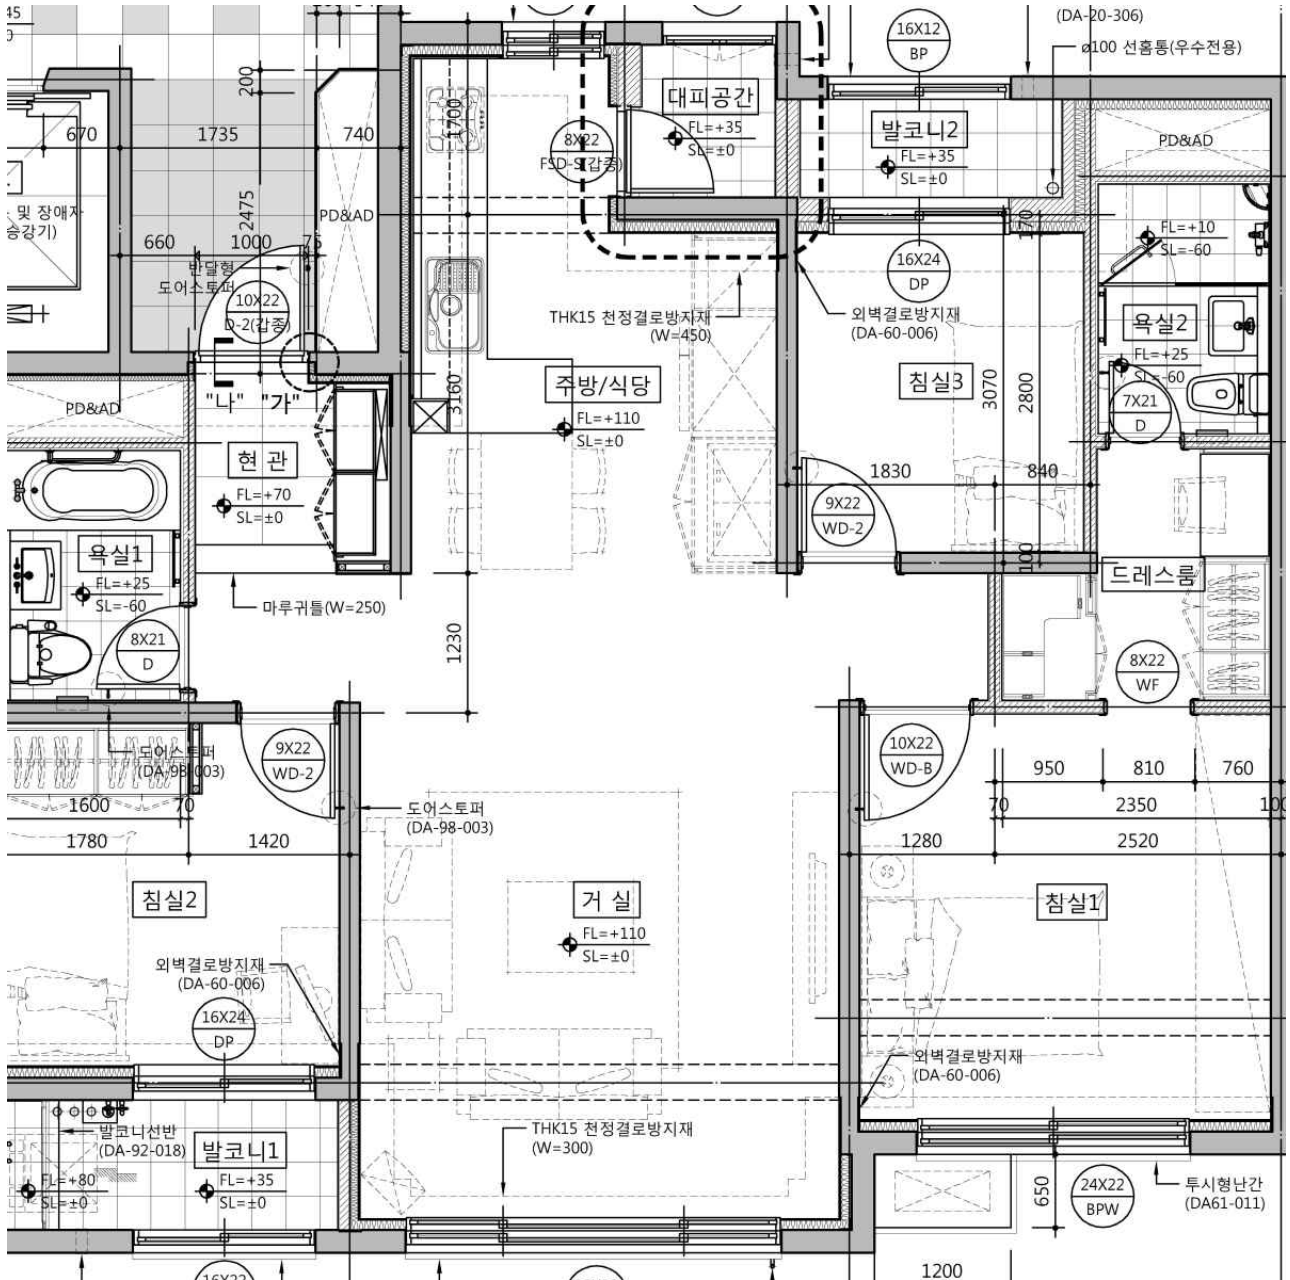 (DA-20-306)
ø100 선홈통(우수전용)
16X12
BP
200
670
1735
740
1700
대피공간
FL=+35
SL=±0
8X22
FSD-S(갑종)
발코니2
FL=+35
SL=±0
PD&AD
및 장애자
승강기)
2475
PD&AD
660
1000
75
반달형
도어스토퍼
10X22
D-2(갑종)
170
FL=+10
SL=-60
16X24
DP
THK15 천정결로방지재
(W=450)
외벽결로방지재
(DA-60-006)
욕실2
FL=+25
SL=-60
7X21
D
"나"
"가"
PD&AD
3160
주방/식당
FL=+110
SL=±0
침실3
3070
2800
현 관
FL=+70
SL=±0
1830
840
9X22
WD-2
욕실1
FL=+25
SL=-60
100
드레스룸
마루귀틀(W=250)
8X21
D
1230
8X22
WF
도어스토퍼
(DA-98-003)
9X22
WD-2
10X22
WD-B
950
810
760
1600
70
도어스토퍼
(DA-98-003)
70
2350
100
1780
1420
1280
2520
침실2
거 실
FL=+110
SL=±0
침실1
외벽결로방지재
(DA-60-006)
16X24
DP
외벽결로방지재
(DA-60-006)
발코니선반
(DA-92-018)
발코니1
FL=+80
SL=±0
FL=+35
SL=±0
THK15 천정결로방지재
(W=300)
650
24X22
BPW
투시형난간
(DA61-011)
1200